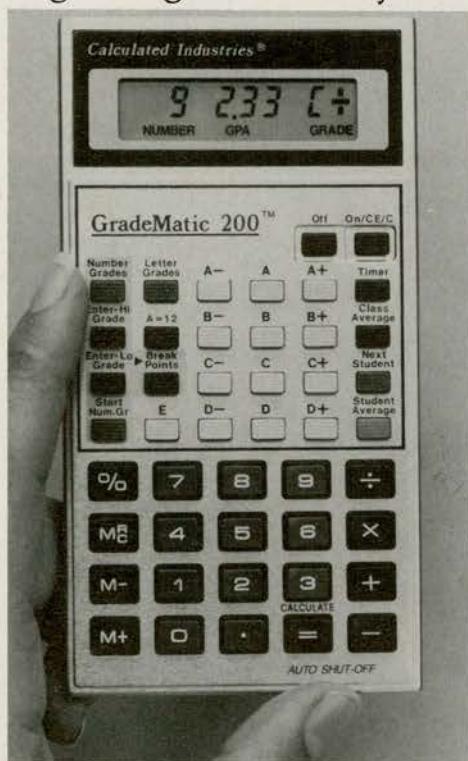 Calculated Industries®
9 2.33 C+
NUMBER GPA GRADE
GradeMatic 200™
Off On/CE/C
Number Grades Letter Grades A- A A+ Timer
Enter-Hi Grade A=12 B- B B+ Class Average
Enter-Lo Grade ▶ Break Points C- C C+ Next Student
Start Num.Gr E D- D D+ Student Average
% 7 8 9 ÷
MRC 4 5 6 ×
M- 1 2 3 +
CALCULATE
M+ 0 . = −
AUTO SHUT-OFF